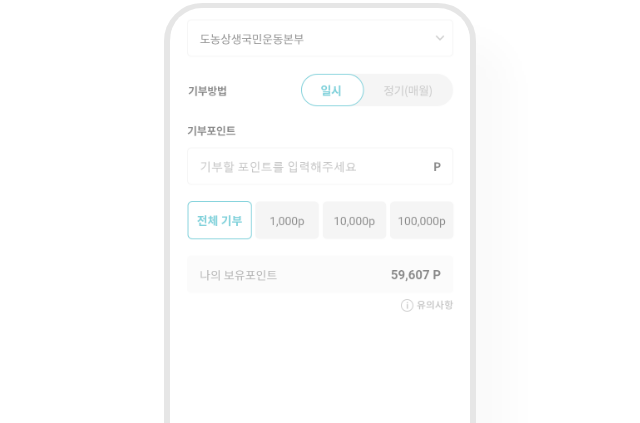 도농상생국민운동본부
기부방법 일시 정기(매월)
기부포인트
기부할 포인트를 입력해주세요 P
전체 기부 1,000p 10,000p 100,000p
나의 보유포인트 59,607 P
유의사항